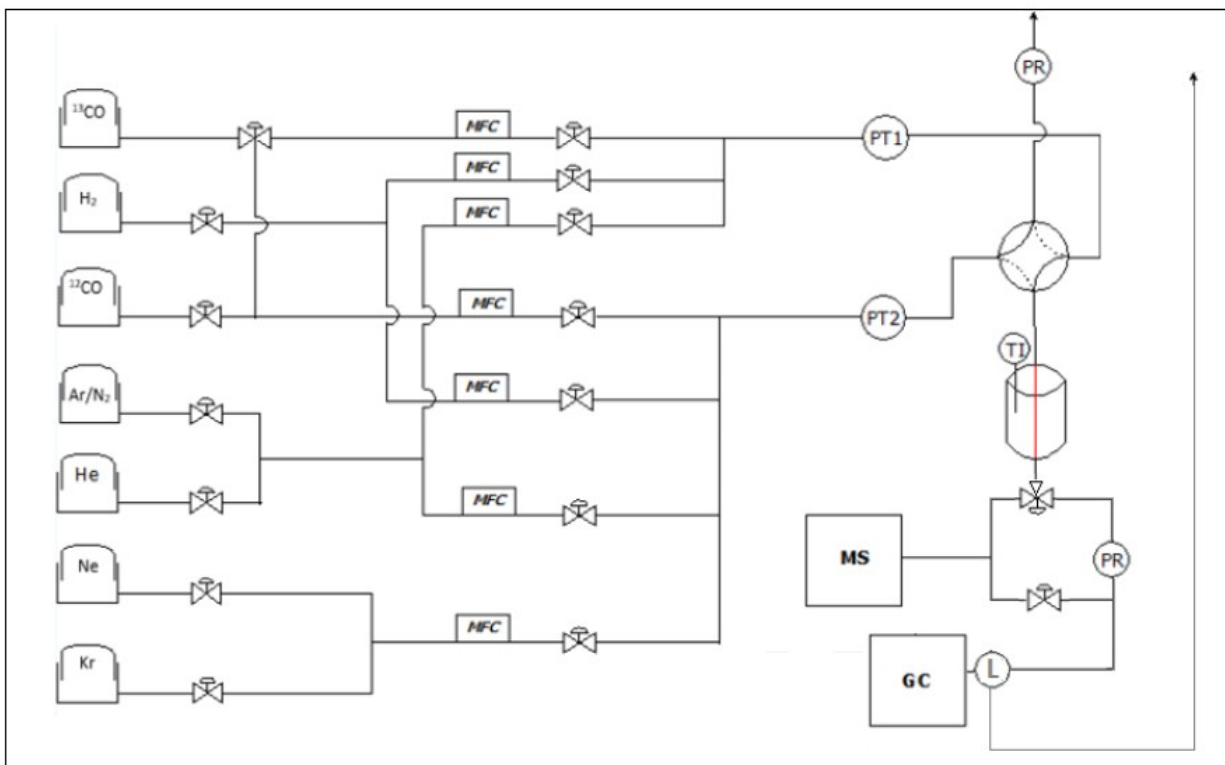 ¹³CO
MFC
PR
PT1
MFC
H₂
MFC
¹²CO
MFC
PT2
TI
Ar/N₂
MFC
He
MFC
MS
PR
Ne
MFC
Kr
GC
L